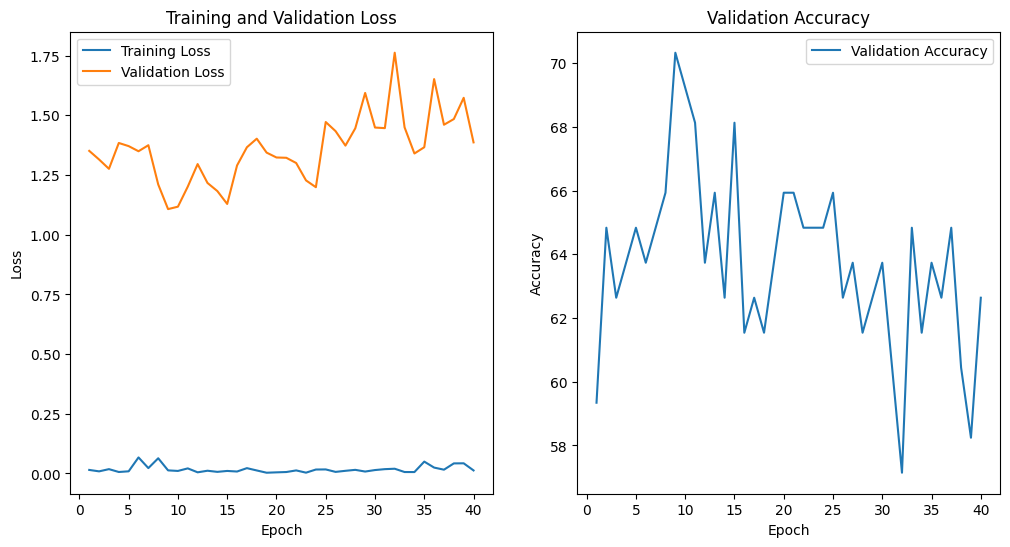 Training and Validation Loss
Training Loss
Validation Loss
1.75
1.50
1.25
1.00
0.75
0.50
0.25
0.00
Loss
0 5 10 15 20 25 30 35 40
Epoch
Validation Accuracy
Validation Accuracy
70
68
66
64
62
60
58
Accuracy
0 5 10 15 20 25 30 35 40
Epoch